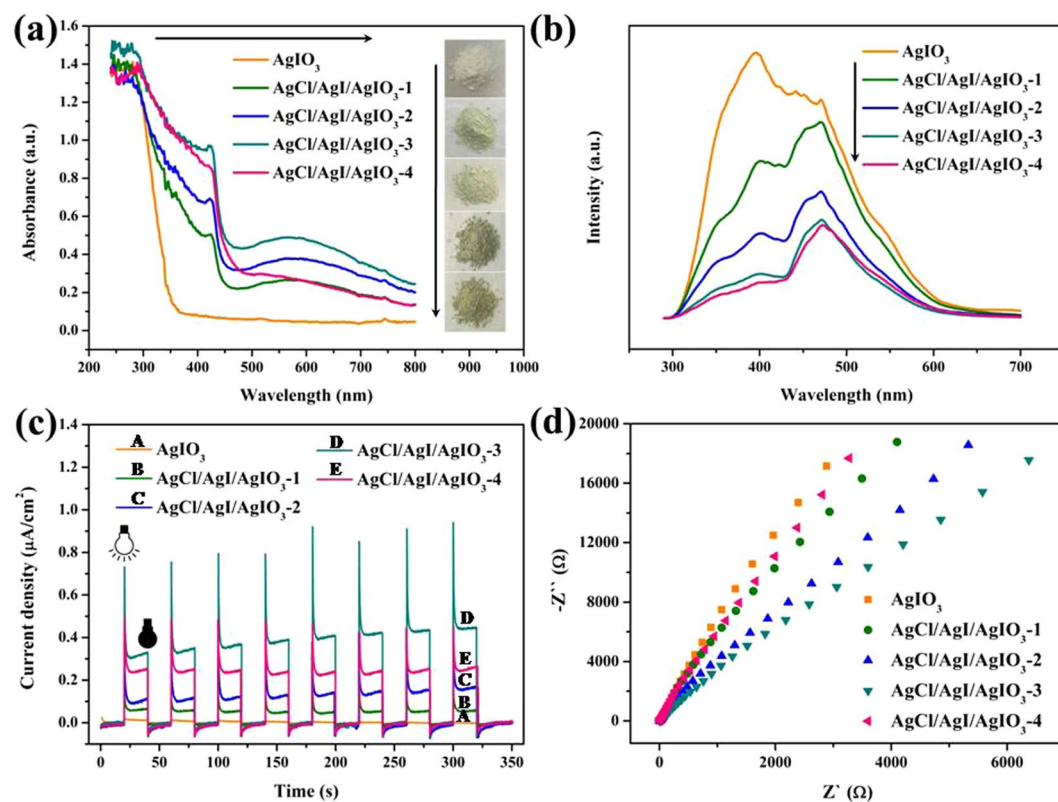 (a)
1.6
1.4
1.2
1.0
0.8
0.6
0.4
0.2
0.0
Absorbance (a.u.)
AgIO₃
AgCl/AgI/AgIO₃-1
AgCl/AgI/AgIO₃-2
AgCl/AgI/AgIO₃-3
AgCl/AgI/AgIO₃-4
200 300 400 500 600 700 800 900 1000
Wavelength (nm)
(b)
Intensity (a.u.)
AgIO₃
AgCl/AgI/AgIO₃-1
AgCl/AgI/AgIO₃-2
AgCl/AgI/AgIO₃-3
AgCl/AgI/AgIO₃-4
300 400 500 600 700
Wavelength (nm)
(c)
1.4
1.2
1.0
0.8
0.6
0.4
0.2
0.0
Current density (μA/cm²)
A AgIO₃
B AgCl/AgI/AgIO₃-1
C AgCl/AgI/AgIO₃-2
D AgCl/AgI/AgIO₃-3
E AgCl/AgI/AgIO₃-4
D
E
C
B
A
0 50 100 150 200 250 300 350
Time (s)
(d)
20000
16000
12000
8000
4000
0
-Z`` (Ω)
AgIO₃
AgCl/AgI/AgIO₃-1
AgCl/AgI/AgIO₃-2
AgCl/AgI/AgIO₃-3
AgCl/AgI/AgIO₃-4
0 2000 4000 6000
Z` (Ω)